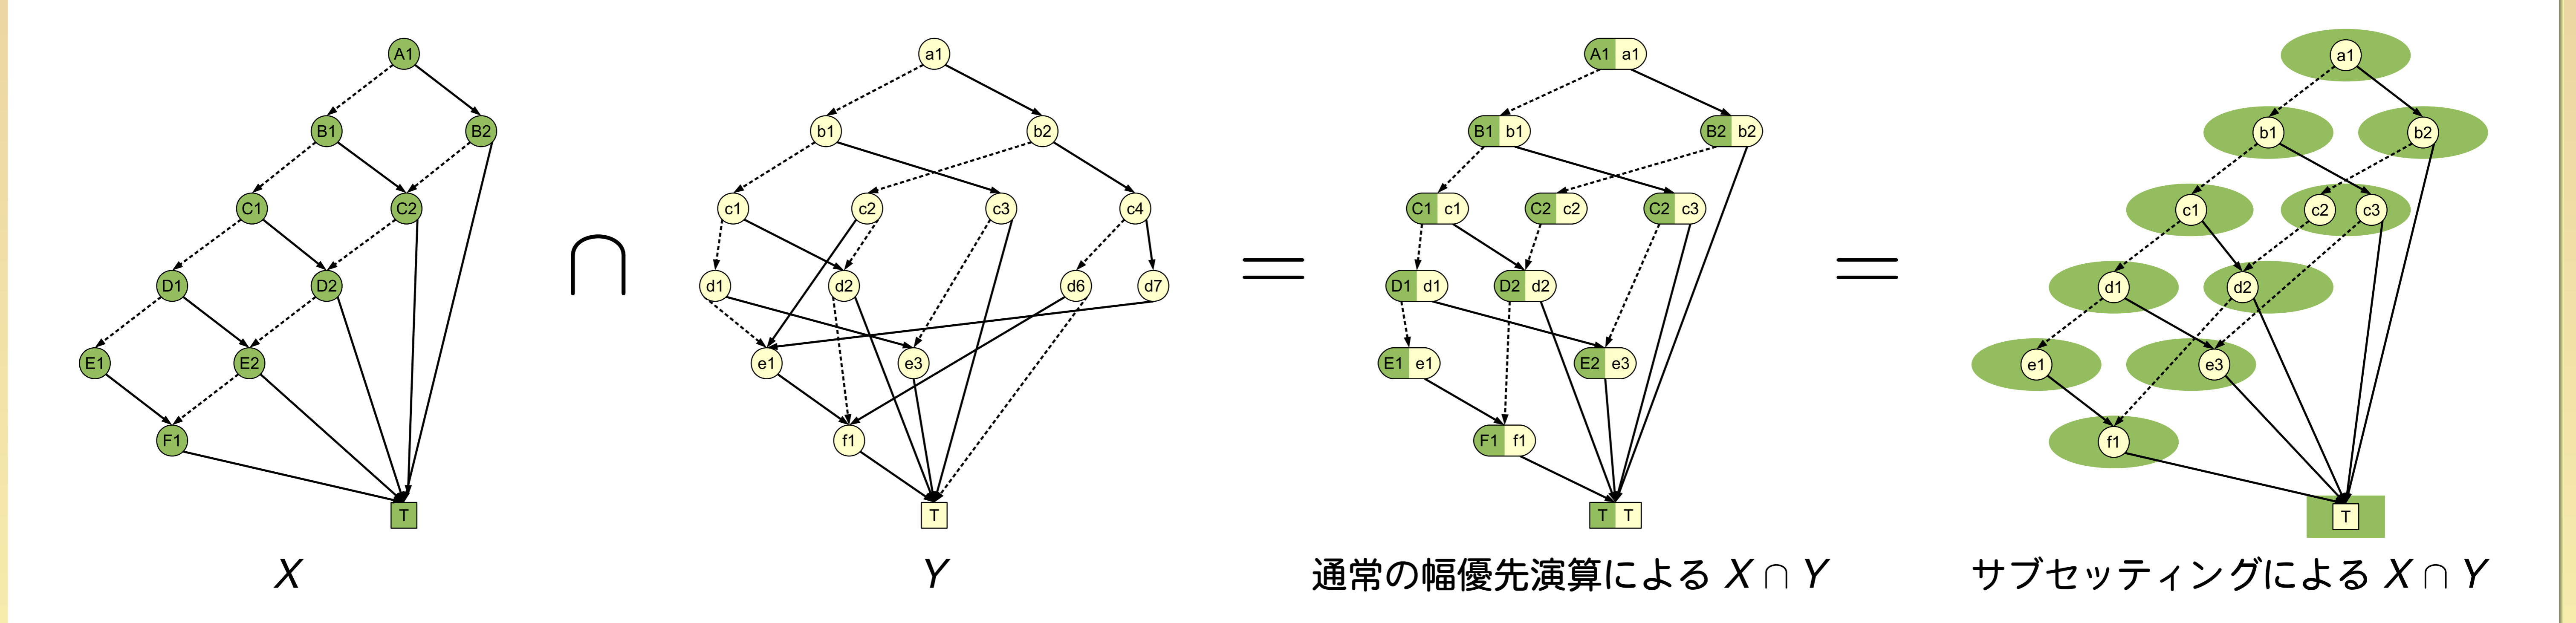 A1
B1
B2
C1
C2
D1
D2
E1
E2
F1
T
X
∩
a1
b1
b2
c1
c2
c3
c4
d1
d2
d6
d7
e1
e3
f1
T
Y
=
A1 a1
B1 b1
B2 b2
C1 c1
C2 c2
C2 c3
D1 d1
D2 d2
E1 e1
E2 e3
F1 f1
T T
通常の幅優先演算による X ∩ Y
=
a1
b1
b2
c1
c2
c3
d1
d2
e1
e3
f1
T
サブセッティングによる X ∩ Y